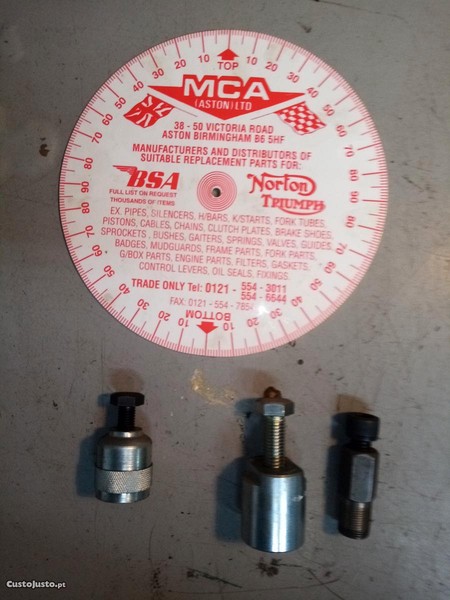 TOP
MCA
(ASTON) LTD
38 - 50 VICTORIA ROAD
ASTON BIRMINGHAM B6 5HF
MANUFACTURERS AND DISTRIBUTORS OF
SUITABLE REPLACEMENT PARTS FOR:
BSA
Norton
FULL LIST ON REQUEST
THOUSANDS OF ITEMS
TRIUMPH
EX. PIPES, SILENCERS, H/BARS, K/STARTS, FORK TUBES,
PISTONS, CABLES, CHAINS, CLUTCH PLATES, BRAKE SHOES,
SPROCKETS, BUSHES, GAITERS, SPRINGS, VALVES, GUIDES,
BADGES, MUDGUARDS, FRAME PARTS, FORK PARTS,
G/BOX PARTS, ENGINE PARTS, FILTERS, GASKETS,
CONTROL LEVERS, OIL SEALS, FIXINGS.
TRADE ONLY Tel: 0121 - 554 - 3011
554 - 6644
FAX: 0121 - 554 - 7854
BOTTOM
CustoJusto.pt